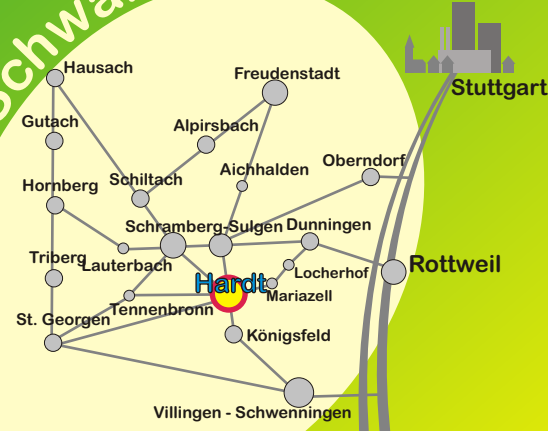 Schwa
Hausach
Freudenstadt
Stuttgart
Gutach
Alpirsbach
Oberndorf
Aichhalden
Schiltach
Hornberg
Schramberg-Sulgen
Dunningen
Triberg
Lauterbach
Rottweil
Locherhof
Hardt
Mariazell
Tennenbronn
St. Georgen
Königsfeld
Villingen - Schwenningen